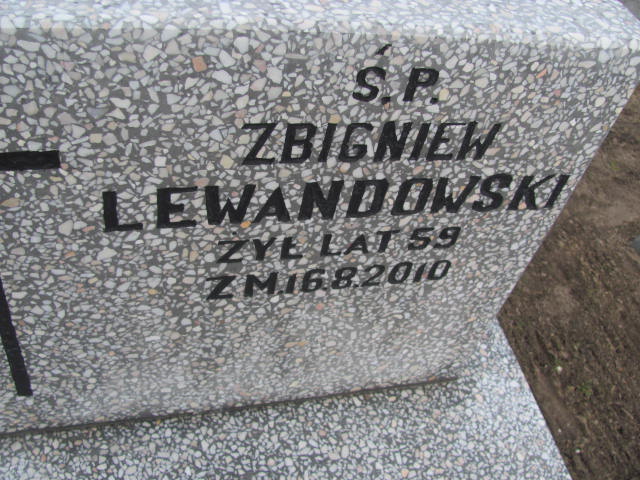 Ś.P.
ZBIGNIEW
LEWANDOWSKI
ŻYŁ LAT 59
ZM.16.8.2010